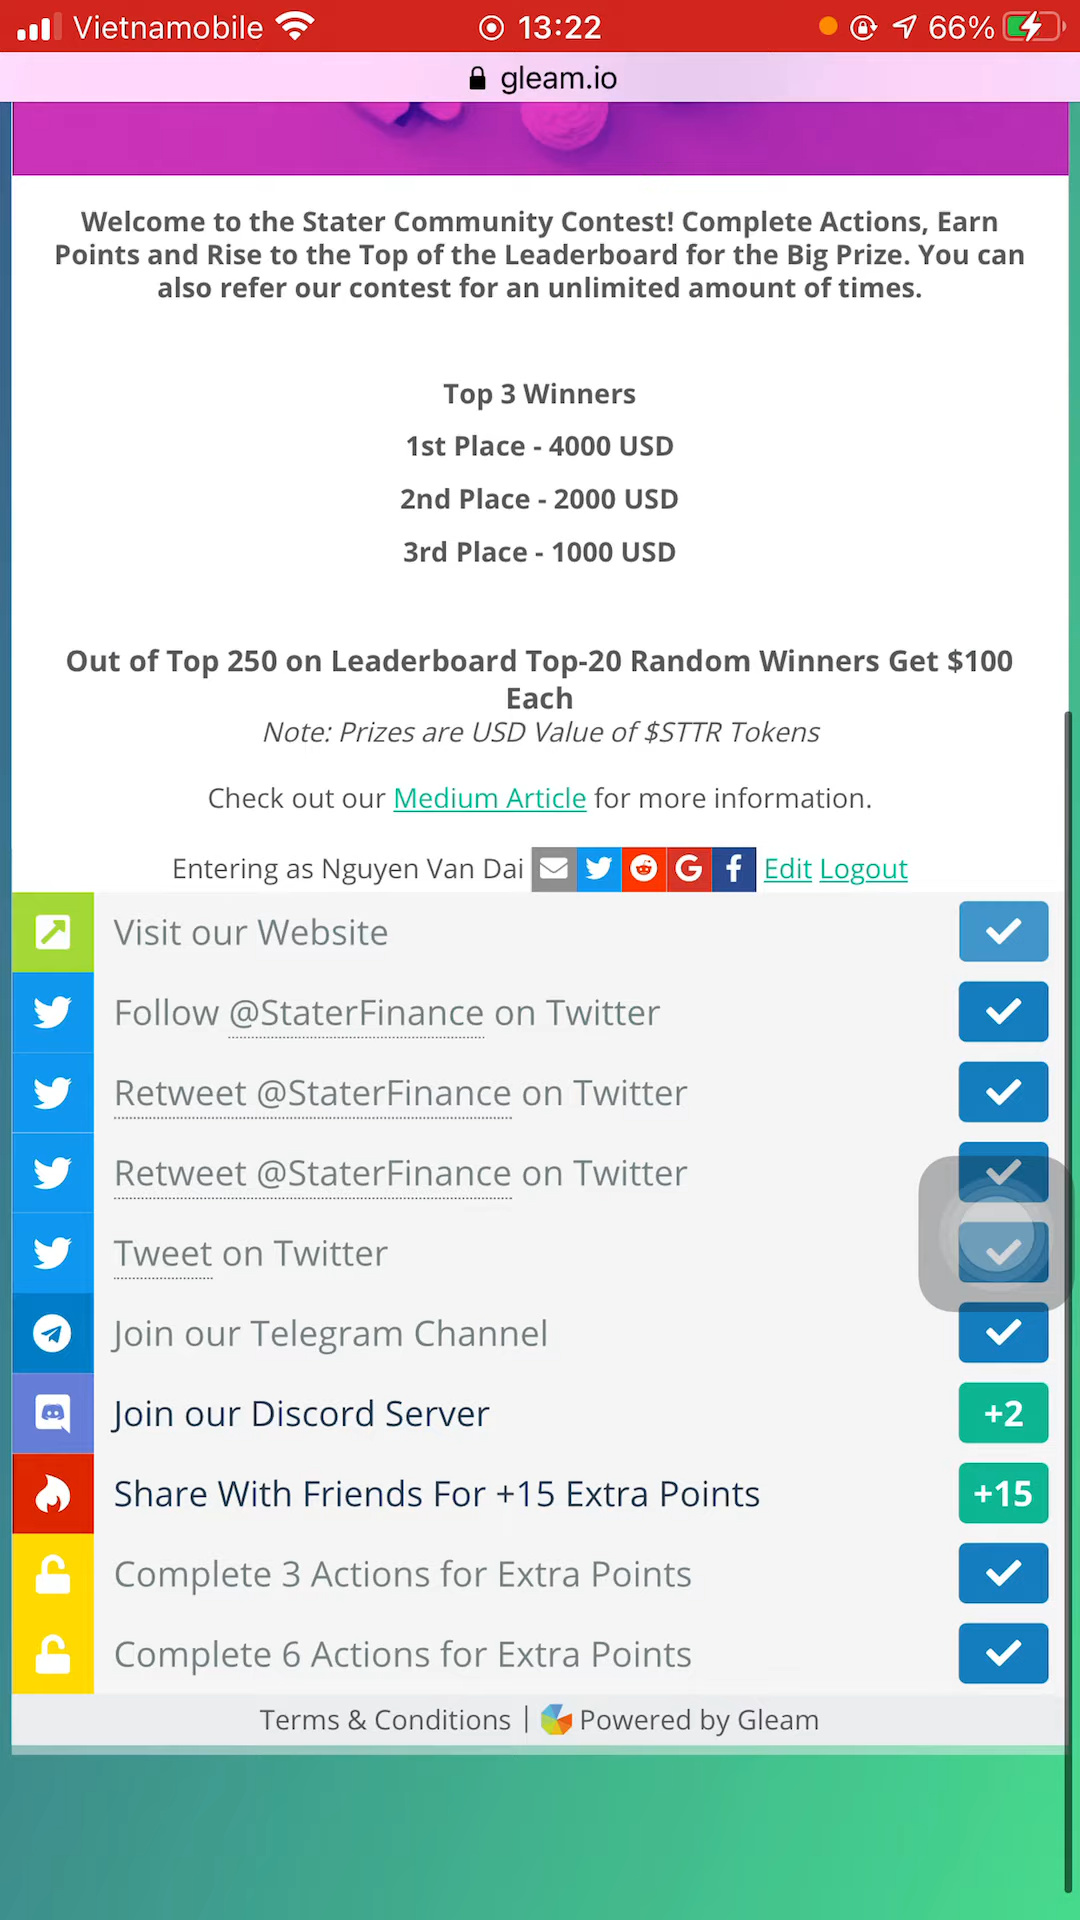 Vietnamobile 13:22 66%
gleam.io
Welcome to the Stater Community Contest! Complete Actions, Earn
Points and Rise to the Top of the Leaderboard for the Big Prize. You can
also refer our contest for an unlimited amount of times.
Top 3 Winners
1st Place - 4000 USD
2nd Place - 2000 USD
3rd Place - 1000 USD
Out of Top 250 on Leaderboard Top-20 Random Winners Get $100
Each
Note: Prizes are USD Value of $STTR Tokens
Check out our Medium Article for more information.
Entering as Nguyen Van Dai Edit Logout
Visit our Website
Follow @StaterFinance on Twitter
Retweet @StaterFinance on Twitter
Retweet @StaterFinance on Twitter
Tweet on Twitter
Join our Telegram Channel
Join our Discord Server +2
Share With Friends For +15 Extra Points +15
Complete 3 Actions for Extra Points
Complete 6 Actions for Extra Points
Terms & Conditions | Powered by Gleam